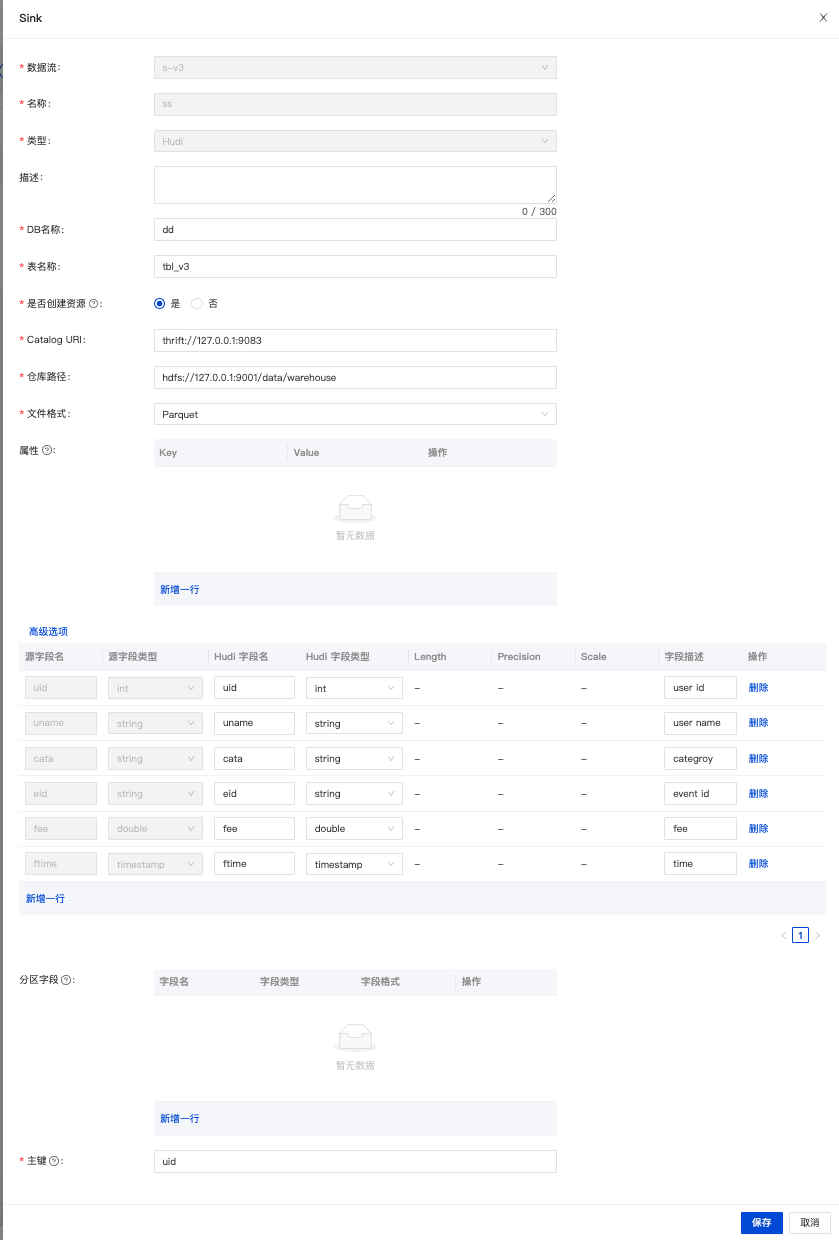 Sink
* 数据流: s-v3
* 名称: ss
* 类型: Hudi
描述:
0 / 300
* DB名称: dd
* 表名称: tbl_v3
* 是否创建资源 ?: 是 否
* Catalog URI: thrift://127.0.0.1:9083
* 仓库路径: hdfs://127.0.0.1:9001/data/warehouse
* 文件格式: Parquet
属性 ?: Key Value 操作
暂无数据
新增一行
高级选项
源字段名 源字段类型 Hudi 字段名 Hudi 字段类型 Length Precision Scale 字段描述 操作
uid int uid int – – – user id 删除
uname string uname string – – – user name 删除
cata string cata string – – – categroy 删除
eid string eid string – – – event id 删除
fee double fee double – – – fee 删除
ftime timestamp ftime timestamp – – – time 删除
新增一行
< 1 >
分区字段 ?: 字段名 字段类型 字段格式 操作
暂无数据
新增一行
* 主键 ?: uid
保存 取消